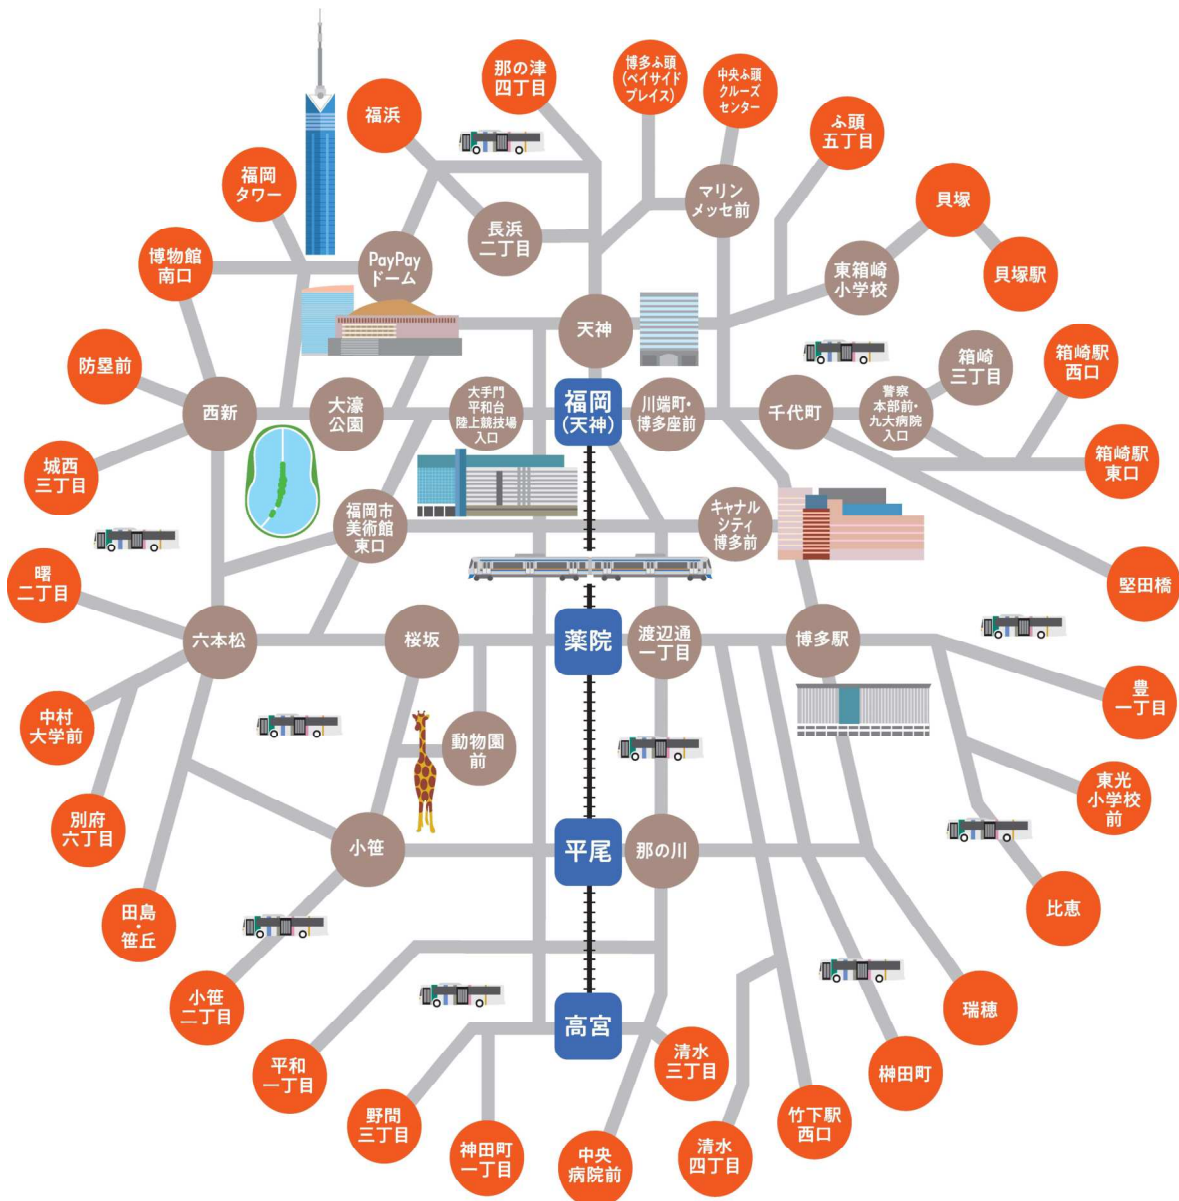 那の津
四丁目
博多ふ頭
(ベイサイド
プレイス)
中央ふ頭
クルーズ
センター
福浜
ふ頭
五丁目
福岡
タワー
マリン
メッセ前
貝塚
長浜
二丁目
博物館
南口
PayPay
ドーム
東箱崎
小学校
貝塚駅
天神
防塁前
箱崎
三丁目
箱崎駅
西口
西新
大濠
公園
大手門
平和台
陸上競技場
入口
福岡
(天神)
川端町・
博多座前
千代町
警察
本部前・
九大病院
入口
城西
三丁目
箱崎駅
東口
福岡市
美術館
東口
キャナル
シティ
博多前
曙
二丁目
堅田橋
六本松
桜坂
薬院
渡辺通
一丁目
博多駅
豊
一丁目
中村
大学前
動物園
前
東光
小学校
前
別府
六丁目
小笹
平尾
那の川
比恵
田島
・
笹丘
小笹
二丁目
瑞穂
高宮
平和
一丁目
清水
三丁目
榊田町
野間
三丁目
竹下駅
西口
神田町
一丁目
中央
病院前
清水
四丁目